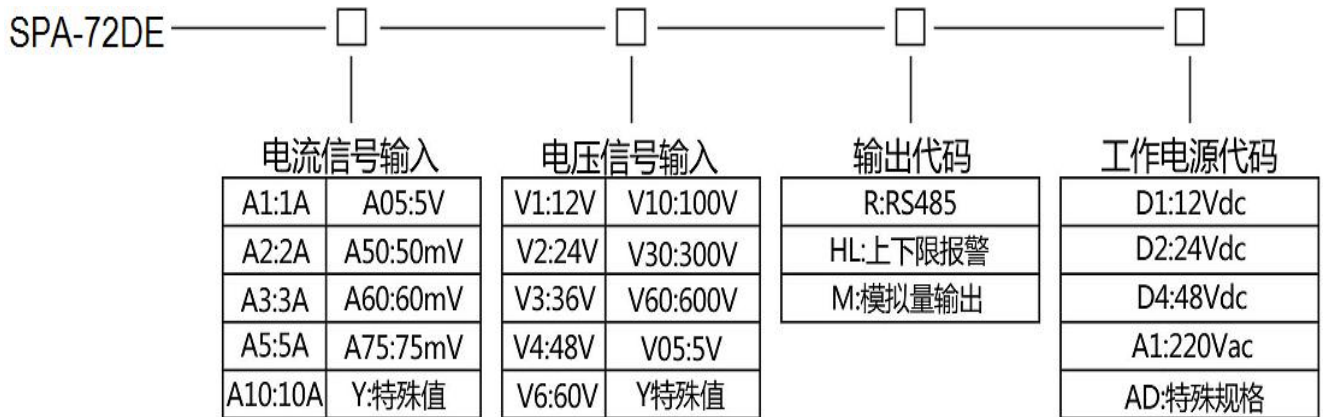 SPA-72DE
电流信号输入 电压信号输入 输出代码 工作电源代码
A1:1A A05:5V V1:12V V10:100V R:RS485 D1:12Vdc
A2:2A A50:50mV V2:24V V30:300V HL:上下限报警 D2:24Vdc
A3:3A A60:60mV V3:36V V60:600V M:模拟量输出 D4:48Vdc
A5:5A A75:75mV V4:48V V05:5V A1:220Vac
A10:10A Y:特殊值 V6:60V Y特殊值 AD:特殊规格